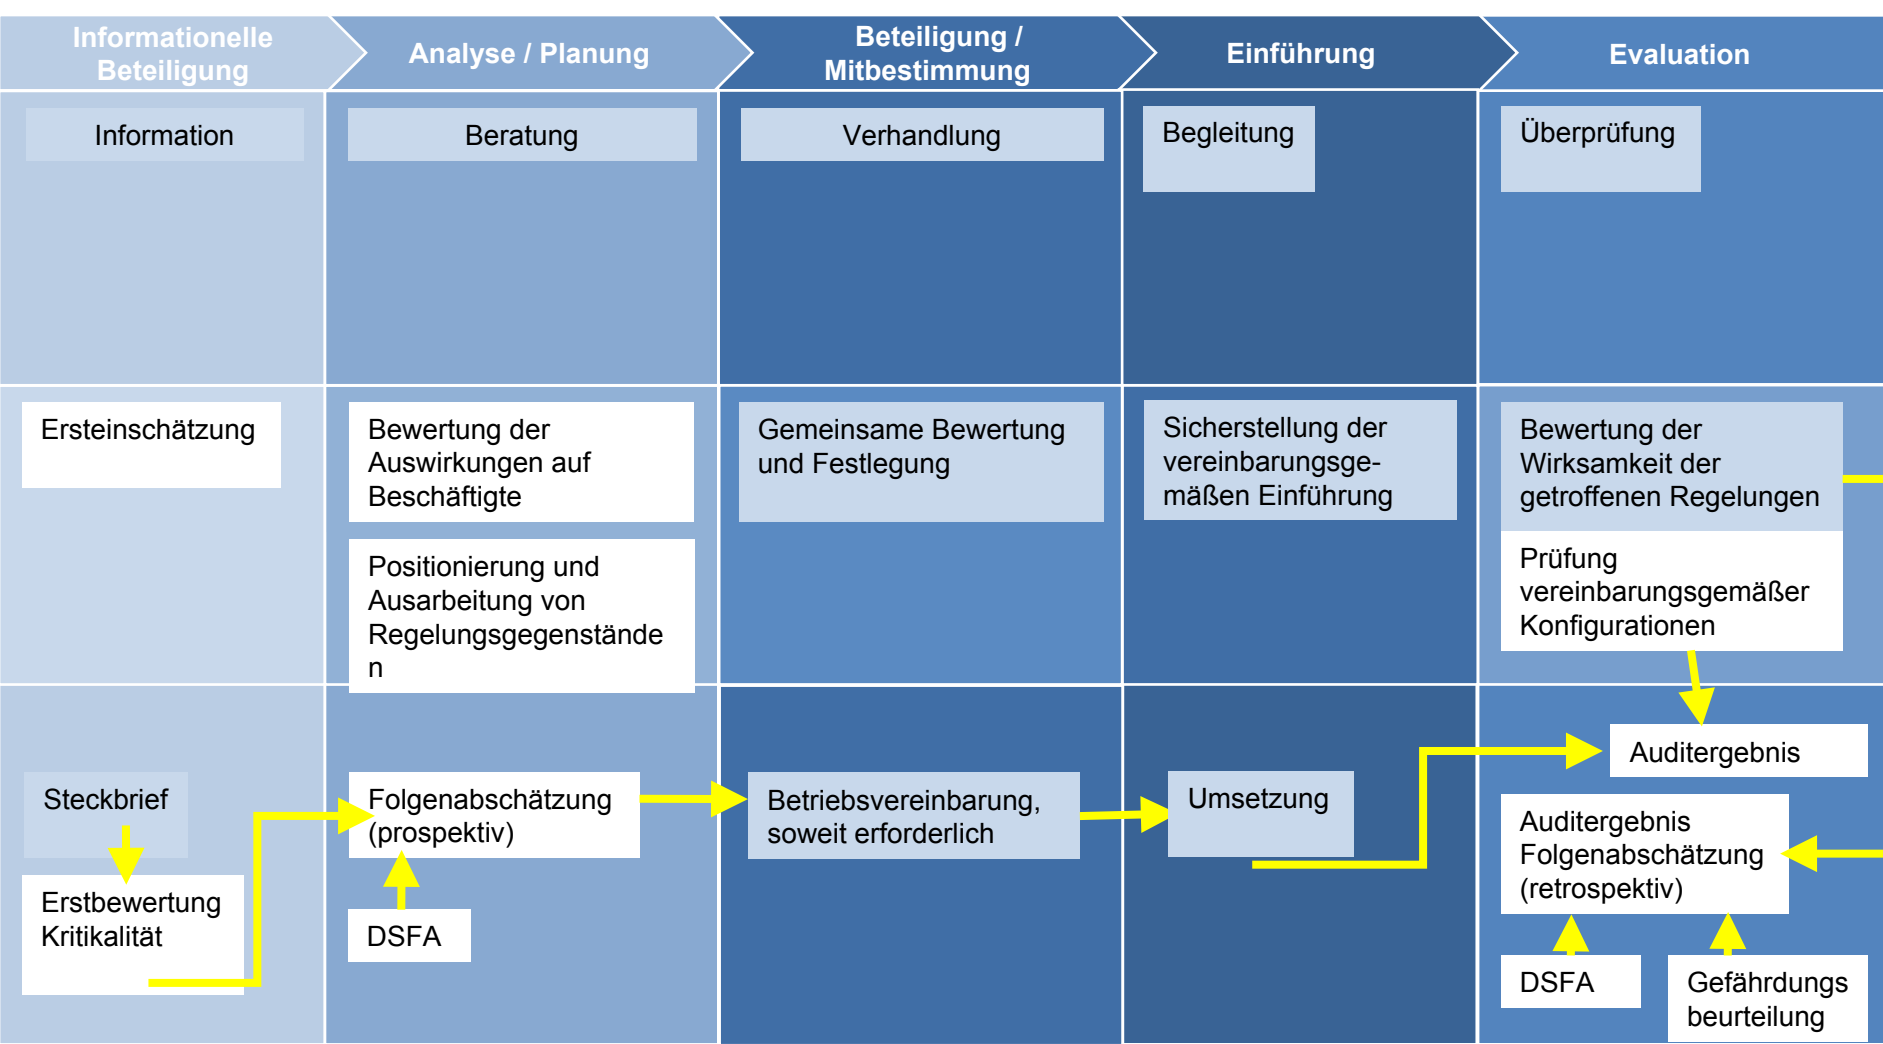 Informationelle
Beteiligung
Analyse / Planung
Beteiligung /
Mitbestimmung
Einführung
Evaluation
Information
Beratung
Verhandlung
Begleitung
Überprüfung
Ersteinschätzung
Bewertung der
Auswirkungen auf
Beschäftigte
Positionierung und
Ausarbeitung von
Regelungsgegenstände
n
Gemeinsame Bewertung
und Festlegung
Sicherstellung der
vereinbarungsge-
mäßen Einführung
Bewertung der
Wirksamkeit der
getroffenen Regelungen
Prüfung
vereinbarungsgemäßer
Konfigurationen
Steckbrief
Erstbewertung
Kritikalität
Folgenabschätzung
(prospektiv)
DSFA
Betriebsvereinbarung,
soweit erforderlich
Umsetzung
Auditergebnis
Auditergebnis
Folgenabschätzung
(retrospektiv)
DSFA
Gefährdungs
beurteilung